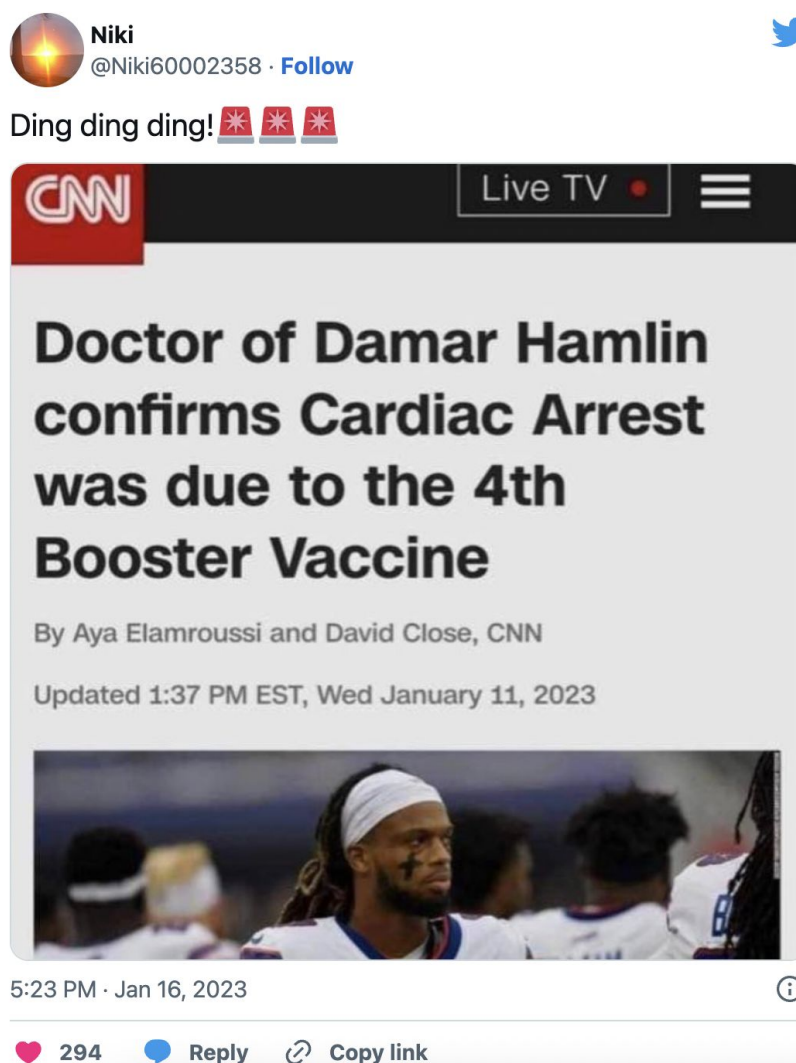 Niki
@Niki60002358 · Follow
Ding ding ding!
CNN
Live TV
Doctor of Damar Hamlin
confirms Cardiac Arrest
was due to the 4th
Booster Vaccine
By Aya Elamroussi and David Close, CNN
Updated 1:37 PM EST, Wed January 11, 2023
5:23 PM · Jan 16, 2023
294
Reply
Copy link